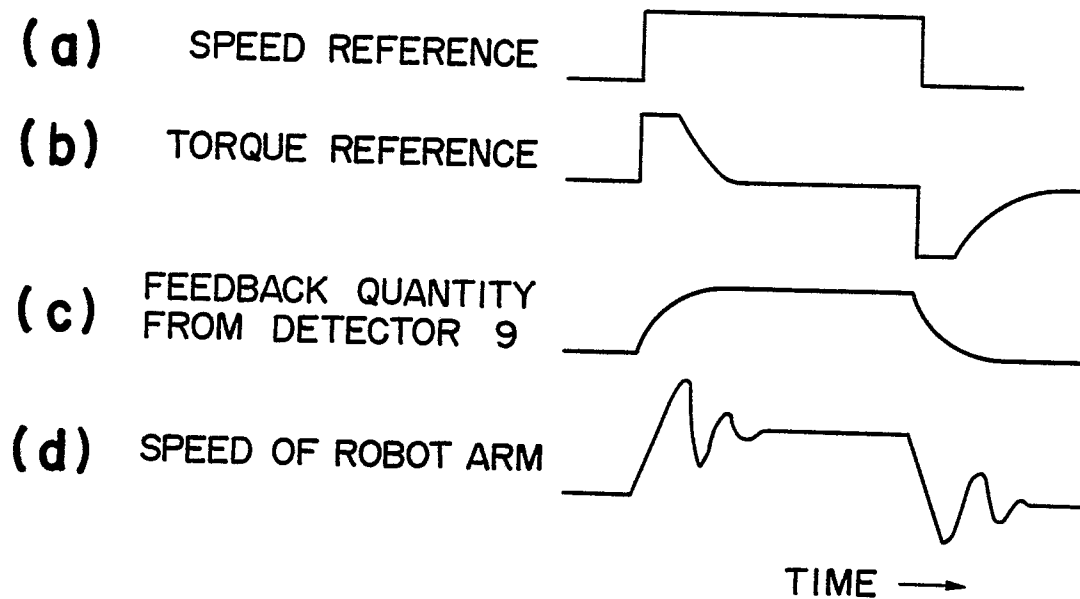 (a) SPEED REFERENCE
(b) TORQUE REFERENCE
(c) FEEDBACK QUANTITY
FROM DETECTOR 9
(d) SPEED OF ROBOT ARM
TIME